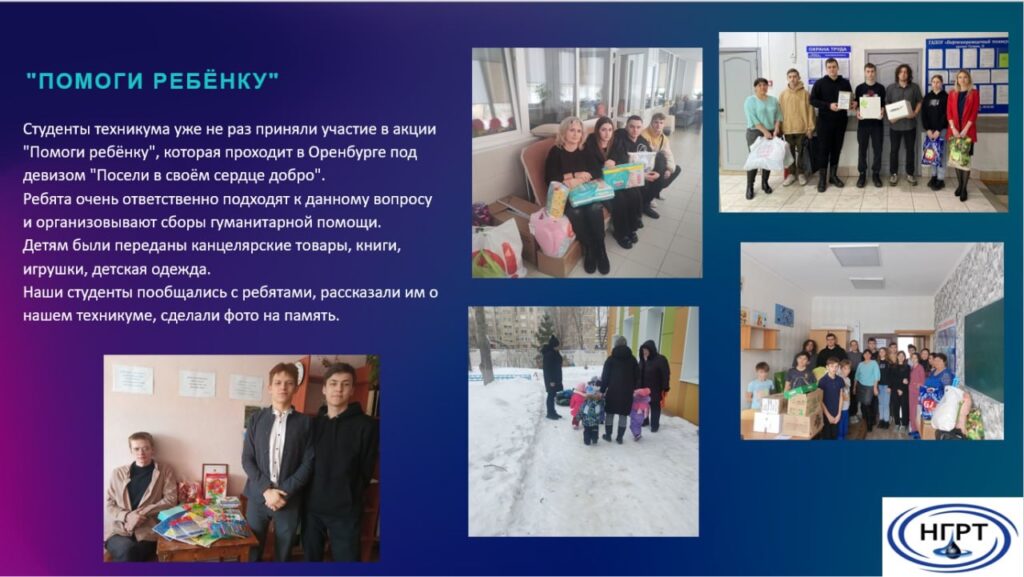 "ПОМОГИ РЕБЁНКУ"
Студенты техникума уже не раз приняли участие в акции
"Помоги ребёнку", которая проходит в Оренбурге под
девизом "Посели в своём сердце добро".
Ребята очень ответственно подходят к данному вопросу
и организовывают сборы гуманитарной помощи.
Детям были переданы канцелярские товары, книги,
игрушки, детская одежда.
Наши студенты пообщались с ребятами, рассказали им о
нашем техникуме, сделали фото на память.
ОХРАНА ТРУДА
НГРТ